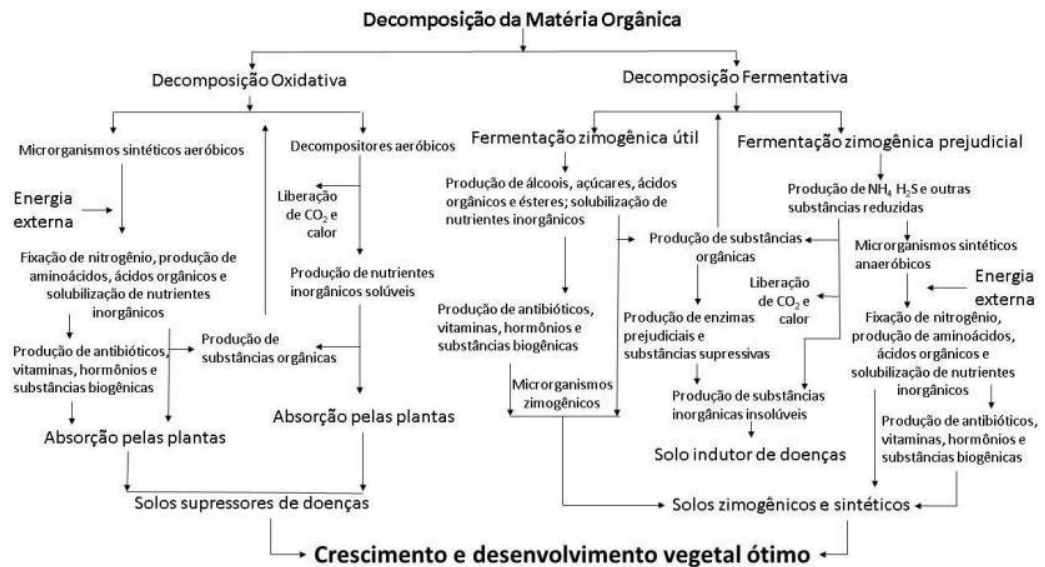 Decomposição da Matéria Orgânica
Decomposição Oxidativa
Decomposição Fermentativa
Microrganismos sintéticos aeróbicos
Decompositores aeróbicos
Fermentação zimogênica útil
Fermentação zimogênica prejudicial
Energia
externa
Liberação
de CO₂ e
calor
Produção de álcoois, açúcares, ácidos
orgânicos e ésteres; solubilização de
nutrientes inorgânicos
Produção de NH₄ H₂S e outras
substâncias reduzidas
Fixação de nitrogênio, produção de
aminoácidos, ácidos orgânicos e
solubilização de nutrientes
inorgânicos
Produção de nutrientes
inorgânicos solúveis
Produção de substâncias
orgânicas
Microrganismos sintéticos
anaeróbicos
Liberação
de CO₂ e
calor
Energia
externa
Produção de antibióticos,
vitaminas, hormônios e
substâncias biogênicas
Produção de
substâncias orgânicas
Produção de antibióticos,
vitaminas, hormônios e
substâncias biogênicas
Produção de enzimas
prejudiciais e
substâncias supressivas
Fixação de nitrogênio,
produção de aminoácidos,
ácidos orgânicos e
solubilização de nutrientes
inorgânicos
Microrganismos
zimogênicos
Produção de substâncias
inorgânicas insolúveis
Absorção pelas plantas
Absorção pelas plantas
Solo indutor de doenças
Produção de antibióticos,
vitaminas, hormônios e
substâncias biogênicas
Solos supressores de doenças
Solos zimogênicos e sintéticos
Crescimento e desenvolvimento vegetal ótimo